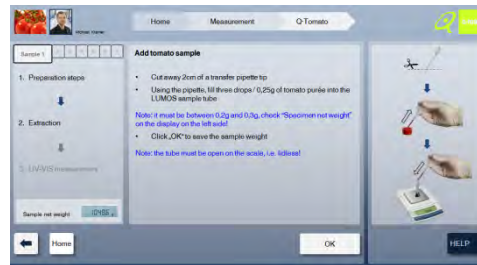 Home
Measurement
Q-Tomato
Sample 1
Add tomato sample
• Cut away 2cm of a transfer pipette tip
• Using the pipette, fill three drops / 0,25g of tomato purée into the
LUMOS sample tube
Note: it must be between 0,2g and 0,3g, check "Specimen net weight"
on the display on the left side!
• Click „OK“ to save the sample weight
Note: the tube must be open on the scale, i.e. lidless!
1. Preparation steps
2. Extraction
3. UV/VIS measurement
Sample net weight
Home
OK
HELP